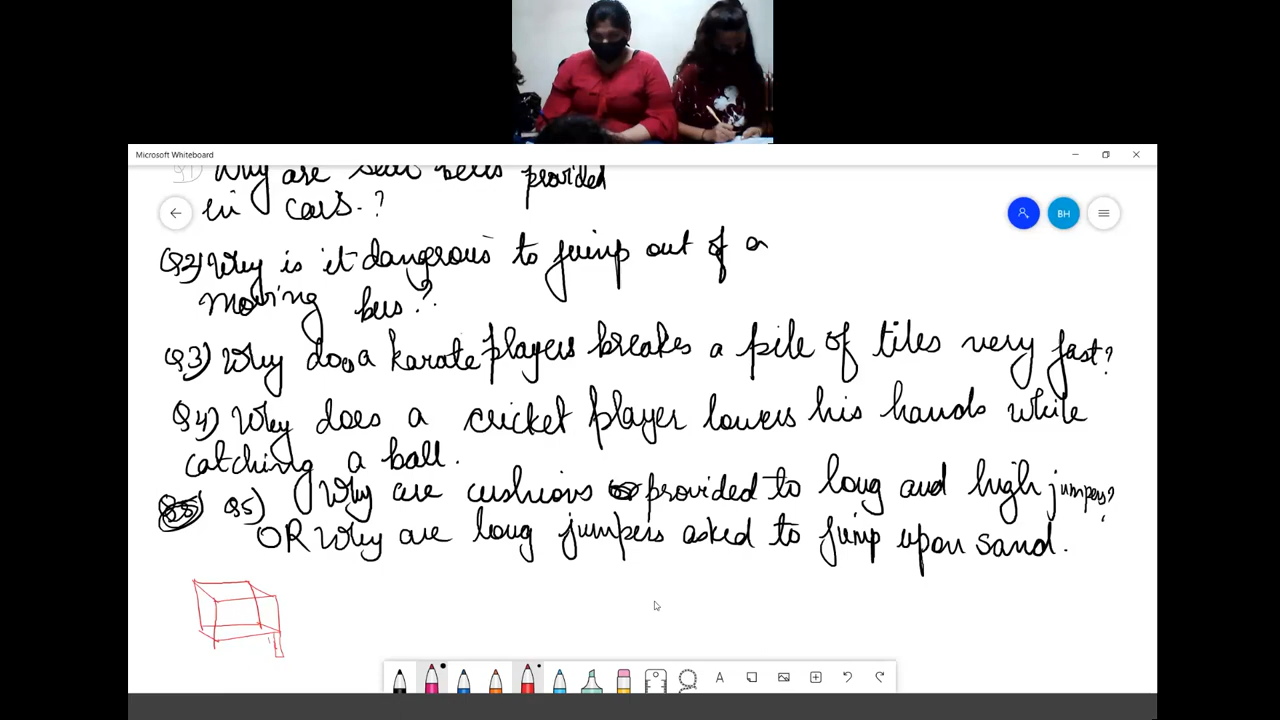 Microsoft Whiteboard
Q1) Why are seat belts provided
in cars.?
BH
Q2) Why is it dangerous to jump out of a
moving bus?
Q3) Why does a karate players breakes a pile of tiles very fast?
Q4) Why does a cricket player lowers his hands while
catching a ball.
Q5) Why are cushions provided to long and high jumpers?
OR Why are long jumpers asked to jump upon sand.
A